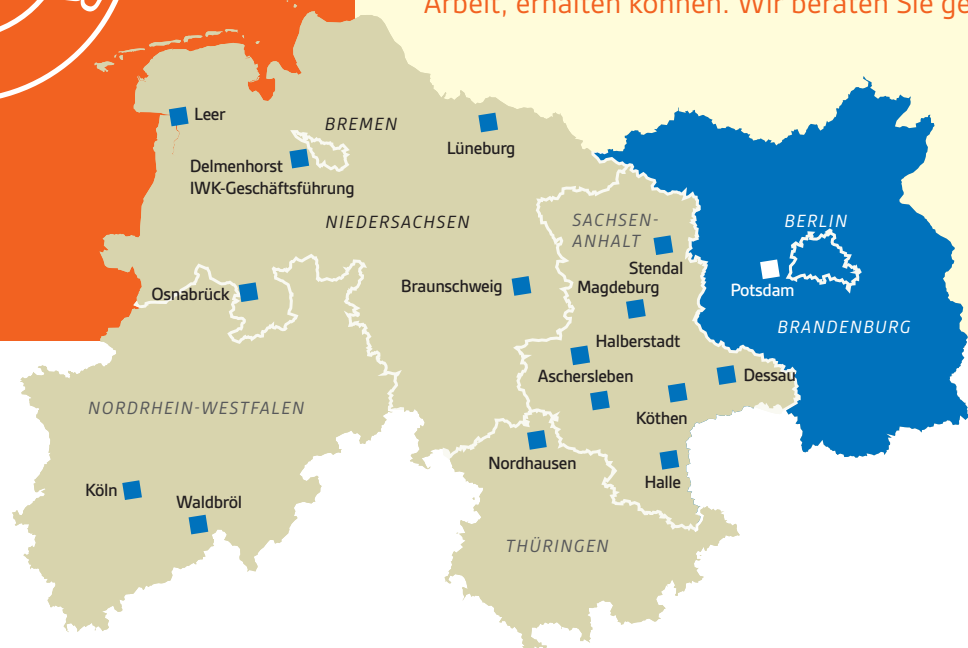 Arbeit, erhalten können. Wir beraten Sie ge
Leer
BREMEN
Lüneburg
Delmenhorst
IWK-Geschäftsführung
NIEDERSACHSEN
SACHSEN-
ANHALT
BERLIN
Stendal
Osnabrück
Braunschweig
Magdeburg
Potsdam
BRANDENBURG
Halberstadt
Aschersleben
Dessau
NORDRHEIN-WESTFALEN
Köthen
Nordhausen
Halle
Köln
Waldbröl
THÜRINGEN